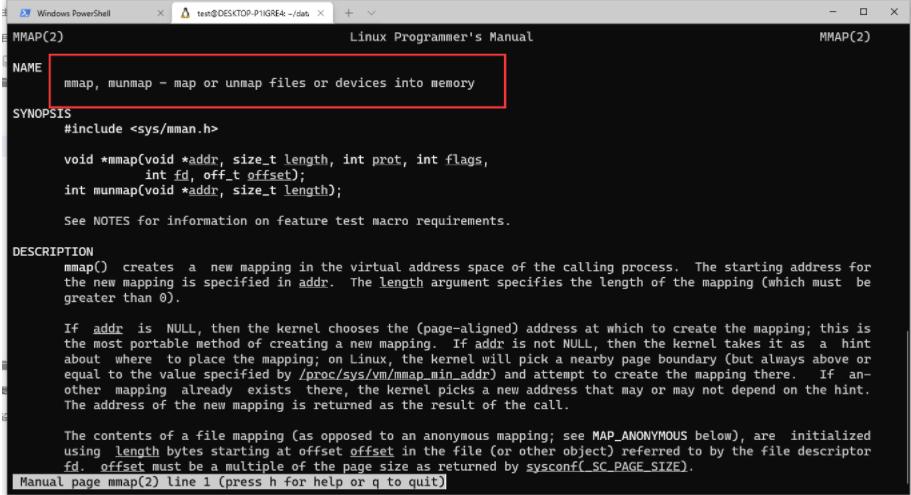 Windows PowerShell
test@DESKTOP-P1IGRE4: ~/data
MMAP(2) Linux Programmer's Manual MMAP(2)
NAME
mmap, munmap - map or unmap files or devices into memory
SYNOPSIS
#include <sys/mman.h>
void *mmap(void *addr, size_t length, int prot, int flags,
int fd, off_t offset);
int munmap(void *addr, size_t length);
See NOTES for information on feature test macro requirements.
DESCRIPTION
mmap() creates a new mapping in the virtual address space of the calling process. The starting address for
the new mapping is specified in addr. The length argument specifies the length of the mapping (which must be
greater than 0).
If addr is NULL, then the kernel chooses the (page-aligned) address at which to create the mapping; this is
the most portable method of creating a new mapping. If addr is not NULL, then the kernel takes it as a hint
about where to place the mapping; on Linux, the kernel will pick a nearby page boundary (but always above or
equal to the value specified by /proc/sys/vm/mmap_min_addr) and attempt to create the mapping there. If an-
other mapping already exists there, the kernel picks a new address that may or may not depend on the hint.
The address of the new mapping is returned as the result of the call.
The contents of a file mapping (as opposed to an anonymous mapping; see MAP_ANONYMOUS below), are initialized
using length bytes starting at offset offset in the file (or other object) referred to by the file descriptor
fd. offset must be a multiple of the page size as returned by sysconf(_SC_PAGE_SIZE).
Manual page mmap(2) line 1 (press h for help or q to quit)